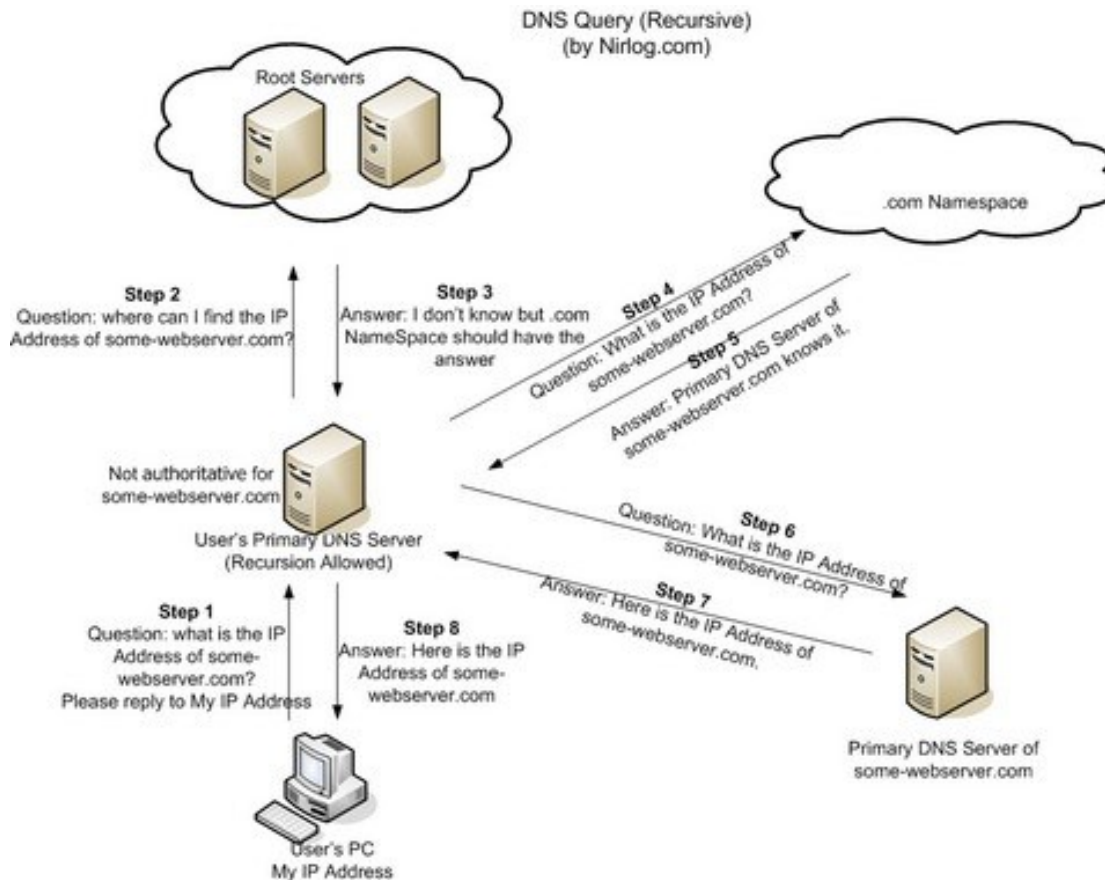 DNS Query (Recursive)
(by Nirlog.com)
Root Servers
.com Namespace
Step 2
Question: where can I find the IP
Address of some-webserver.com?
Step 3
Answer: I don't know but .com
NameSpace should have the
answer
Step 4
Question: What is the IP Address of
some-webserver.com?
Step 5
Answer: Primary DNS Server of
some-webserver.com knows it.
Not authoritative for
some-webserver.com
User's Primary DNS Server
(Recursion Allowed)
Step 6
Question: What is the IP Address of
some-webserver.com?
Step 7
Answer: Here is the IP Address of
some-webserver.com.
Step 1
Question: what is the IP
Address of some-
webserver.com?
Please reply to My IP Address
Step 8
Answer: Here is the IP
Address of some-
webserver.com
Primary DNS Server of
some-webserver.com
User's PC
My IP Address